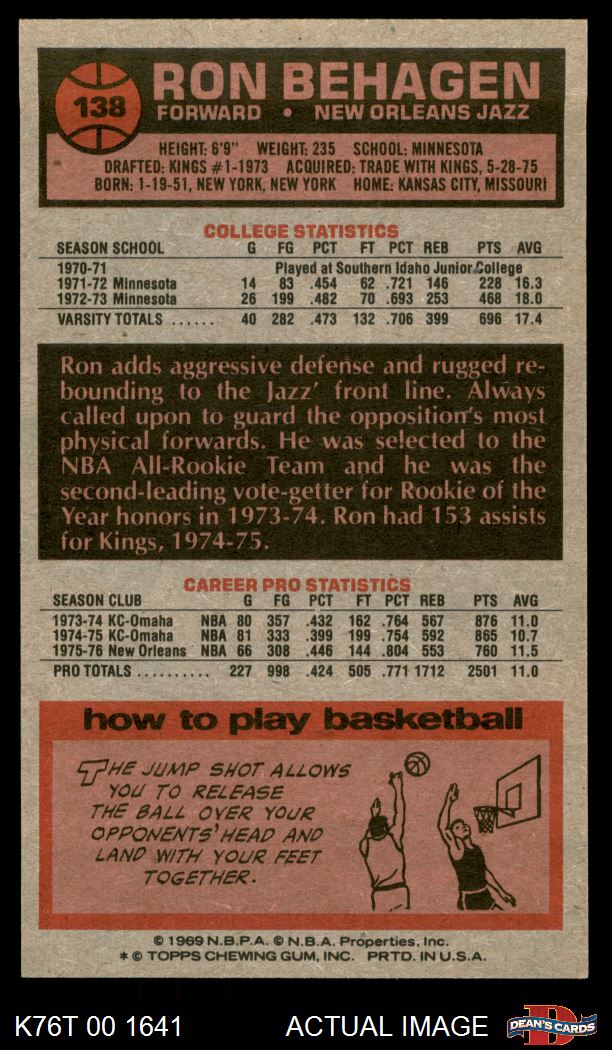 138
RON BEHAGEN
FORWARD • NEW ORLEANS JAZZ
HEIGHT: 6'9" WEIGHT: 235 SCHOOL: MINNESOTA
DRAFTED: KINGS #1-1973 ACQUIRED: TRADE WITH KINGS, 5-28-75
BORN: 1-19-51, NEW YORK, NEW YORK HOME: KANSAS CITY, MISSOURI
COLLEGE STATISTICS
SEASON SCHOOL G FG PCT FT PCT REB PTS AVG
1970-71 Played at Southern Idaho Junior College
1971-72 Minnesota 14 83 .454 62 .721 146 228 16.3
1972-73 Minnesota 26 199 .482 70 .693 253 468 18.0
VARSITY TOTALS ...... 40 282 .473 132 .706 399 696 17.4
Ron adds aggressive defense and rugged re-
bounding to the Jazz' front line. Always
called upon to guard the opposition's most
physical forwards. He was selected to the
NBA All-Rookie Team and he was the
second-leading vote-getter for Rookie of the
Year honors in 1973-74. Ron had 153 assists
for Kings, 1974-75.
CAREER PRO STATISTICS
SEASON CLUB G FG PCT FT PCT REB PTS AVG
1973-74 KC-Omaha NBA 80 357 .432 162 .764 567 876 11.0
1974-75 KC-Omaha NBA 81 333 .399 199 .754 592 865 10.7
1975-76 New Orleans NBA 66 308 .446 144 .804 553 760 11.5
PRO TOTALS .......... 227 998 .424 505 .771 1712 2501 11.0
how to play basketball
THE JUMP SHOT ALLOWS
YOU TO RELEASE
THE BALL OVER YOUR
OPPONENTS' HEAD AND
LAND WITH YOUR FEET
TOGETHER.
© 1969 N.B.P.A. © N.B.A. Properties, Inc.
* © TOPPS CHEWING GUM, INC. PRTD. IN U.S.A.
K76T 00 1641 ACTUAL IMAGE
D
DEAN'S CARDS